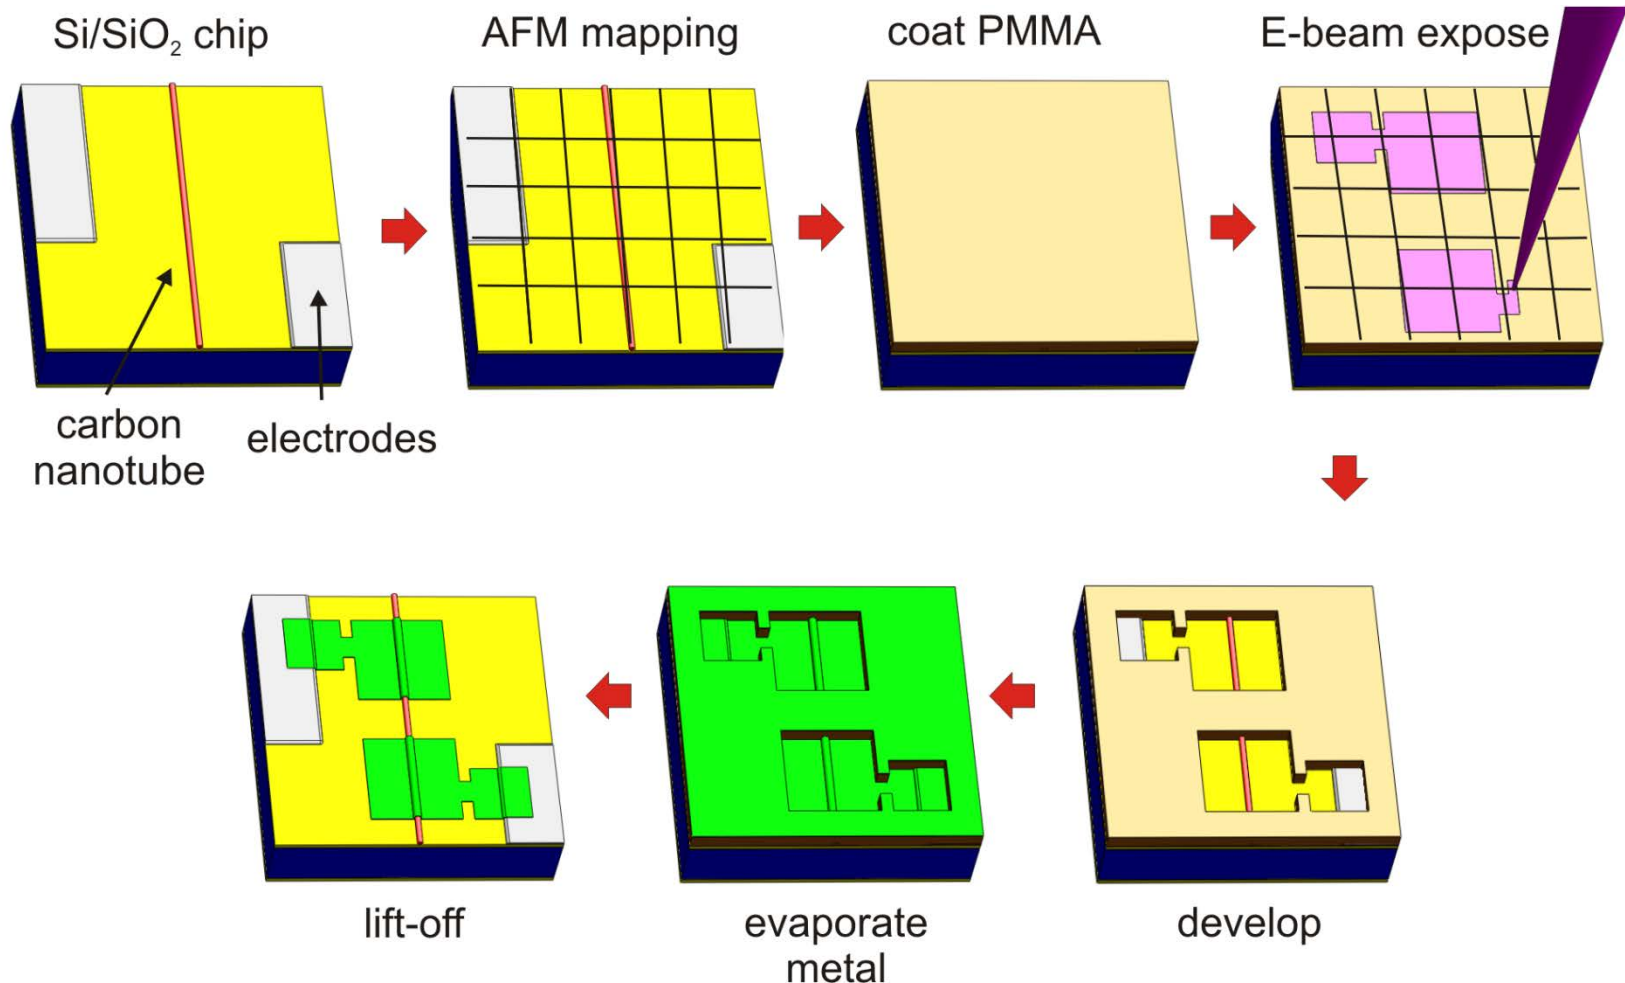 Si/SiO₂ chip
AFM mapping
coat PMMA
E-beam expose
carbon
nanotube
electrodes
lift-off
evaporate
metal
develop